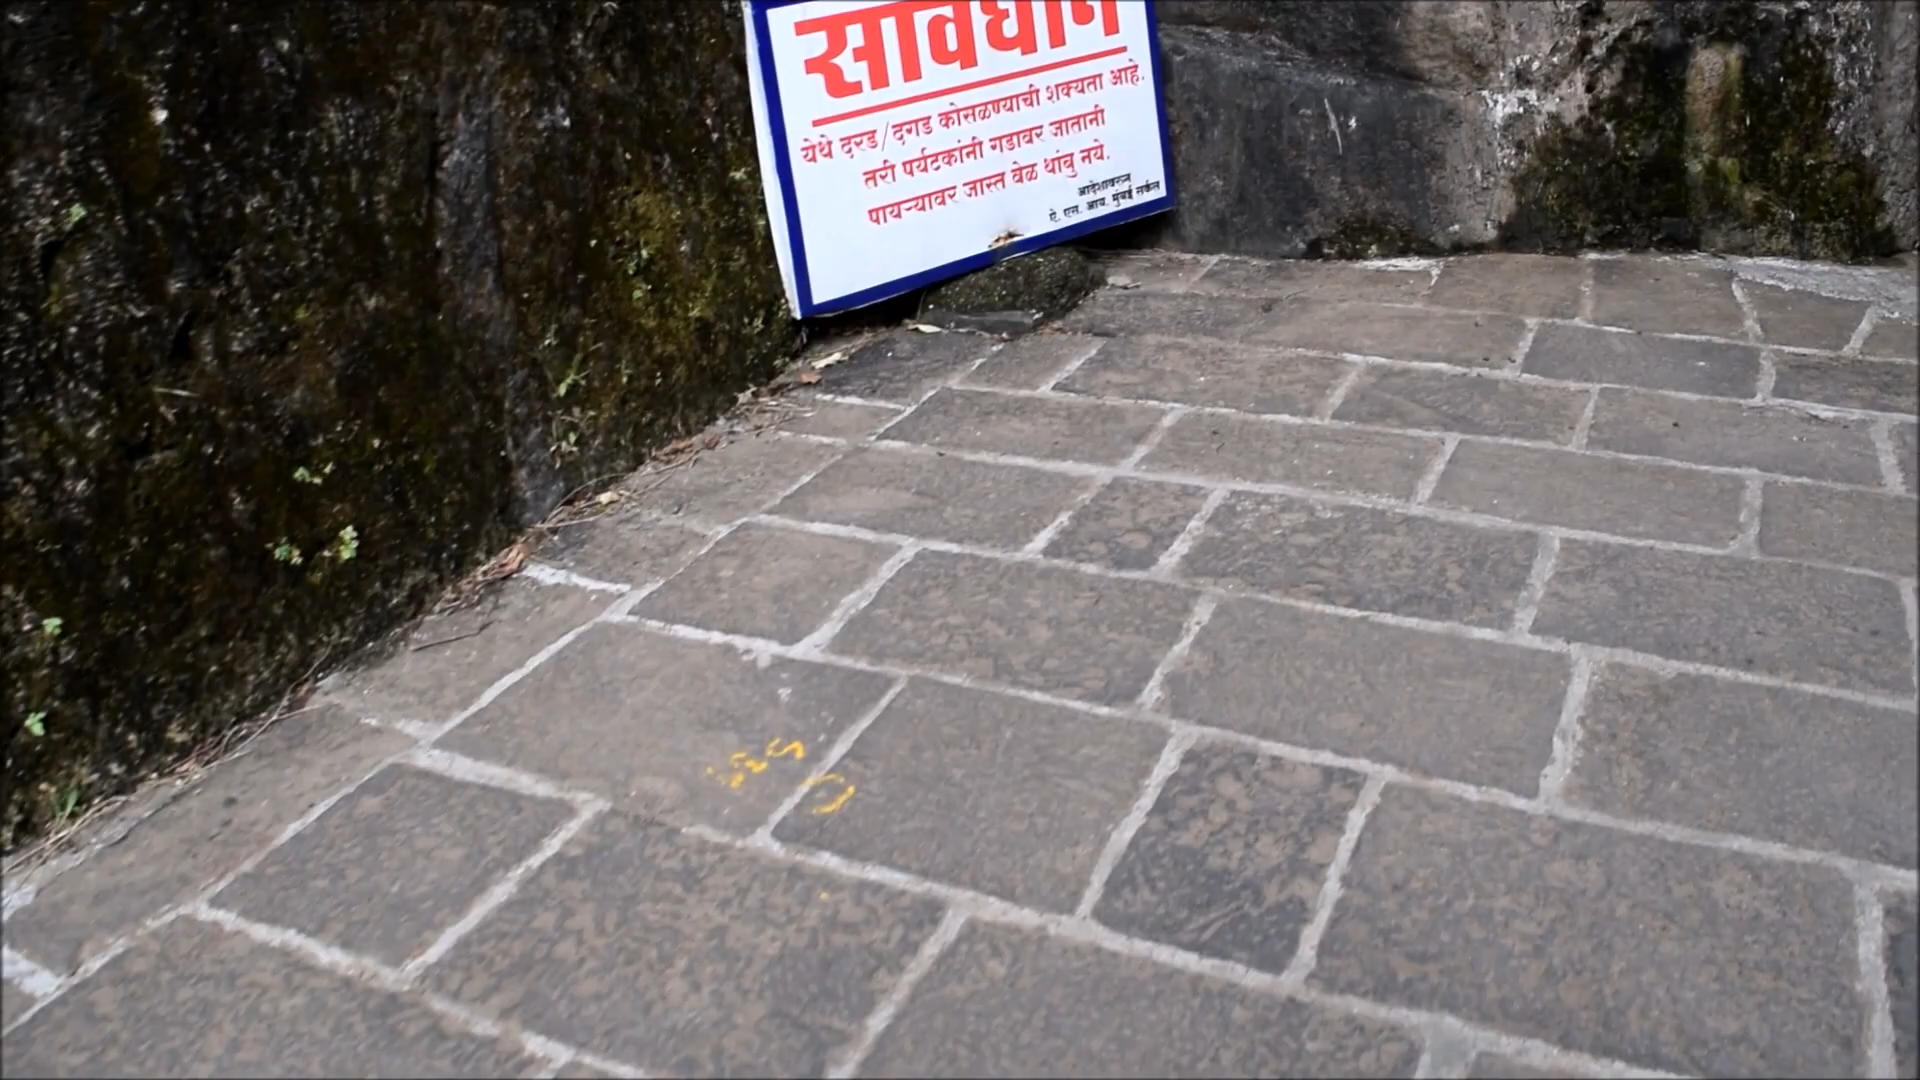 सावधान
येथे दरड/दगड कोसळण्याची शक्यता आहे.
तरी पर्यटकांनी गडावर जातानी
पायऱ्यावर जास्त वेळ थांबु नये.
आदेशावरून
ऐ. एस. आय. मुंबई सर्कल